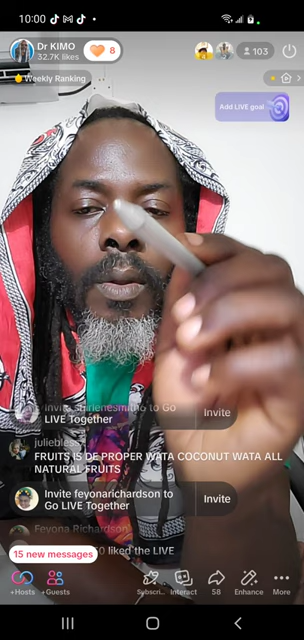 10:00
Dr KIMO
32.7K likes
8
103
Weekly Ranking
Add LIVE goal
LIVE Together
Invite
juliebless
FRUITS IS DE PROPER WATA COCONUT WATA ALL
NATURAL FRUITS
Invite feyonarichardson to
Go LIVE Together
Invite
Feyona Richardson
liked the LIVE
15 new messages
+Hosts
+Guests
Subscri...
Interact
58
Enhance
More